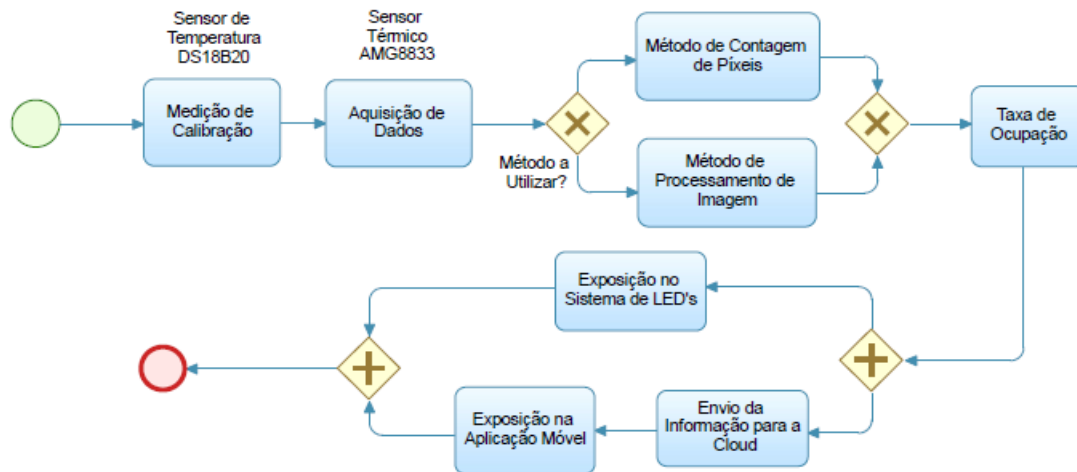 Sensor de
Temperatura
DS18B20
Sensor
Térmico
AMG8833
Medição de
Calibração
Aquisição de
Dados
Método a
Utilizar?
Método de Contagem
de Píxeis
Método de
Processamento de
Imagem
Taxa de
Ocupação
Exposição no
Sistema de LED's
Envio da
Informação para a
Cloud
Exposição na
Aplicação Móvel